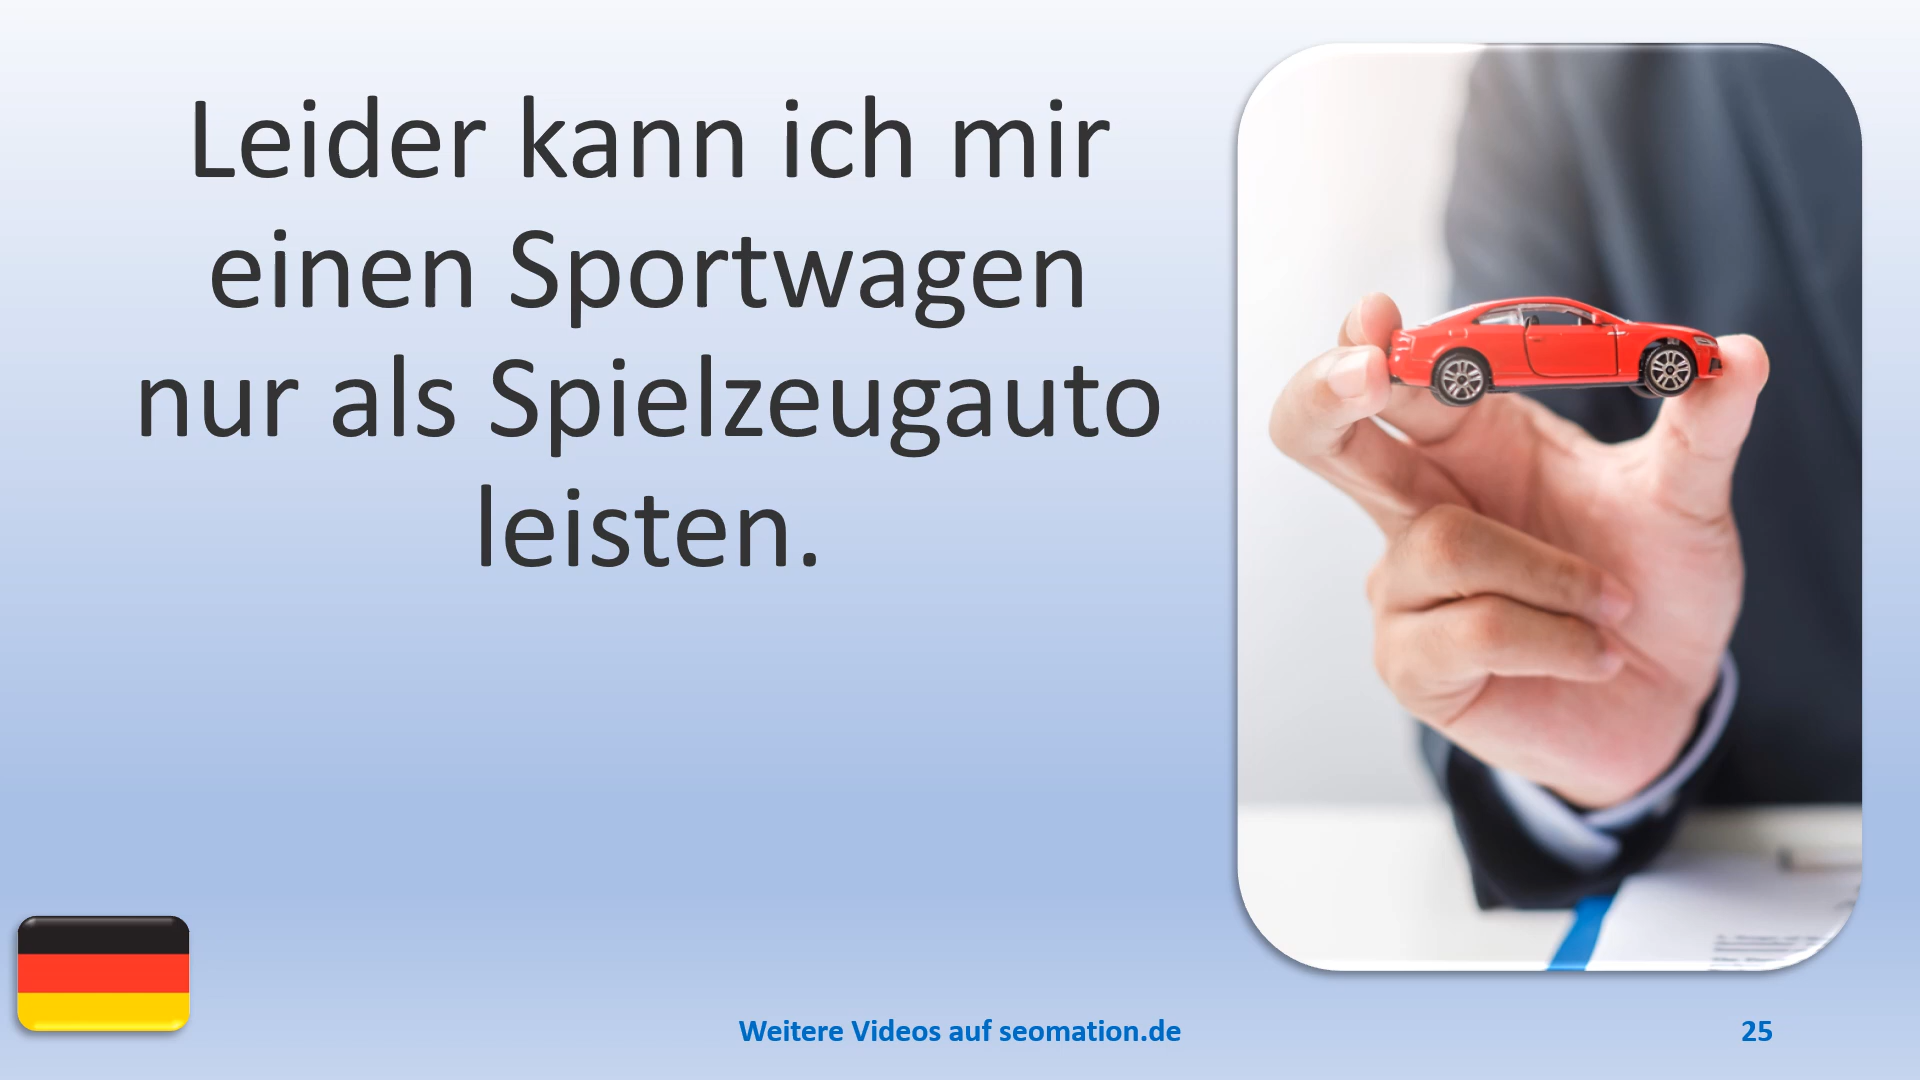 Leider kann ich mir
einen Sportwagen
nur als Spielzeugauto
leisten.
Weitere Videos auf seomation.de
25